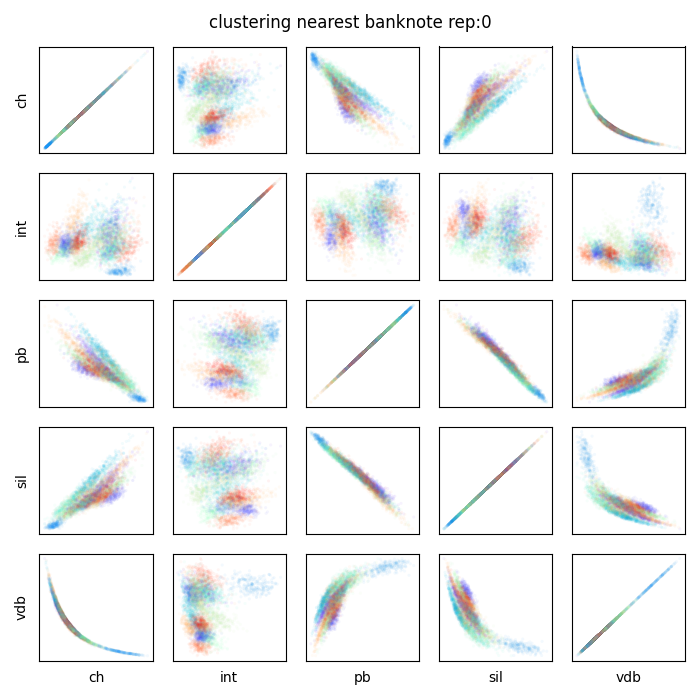 clustering nearest banknote rep:0
ch
int
pb
sil
vdb
ch
int
pb
sil
vdb